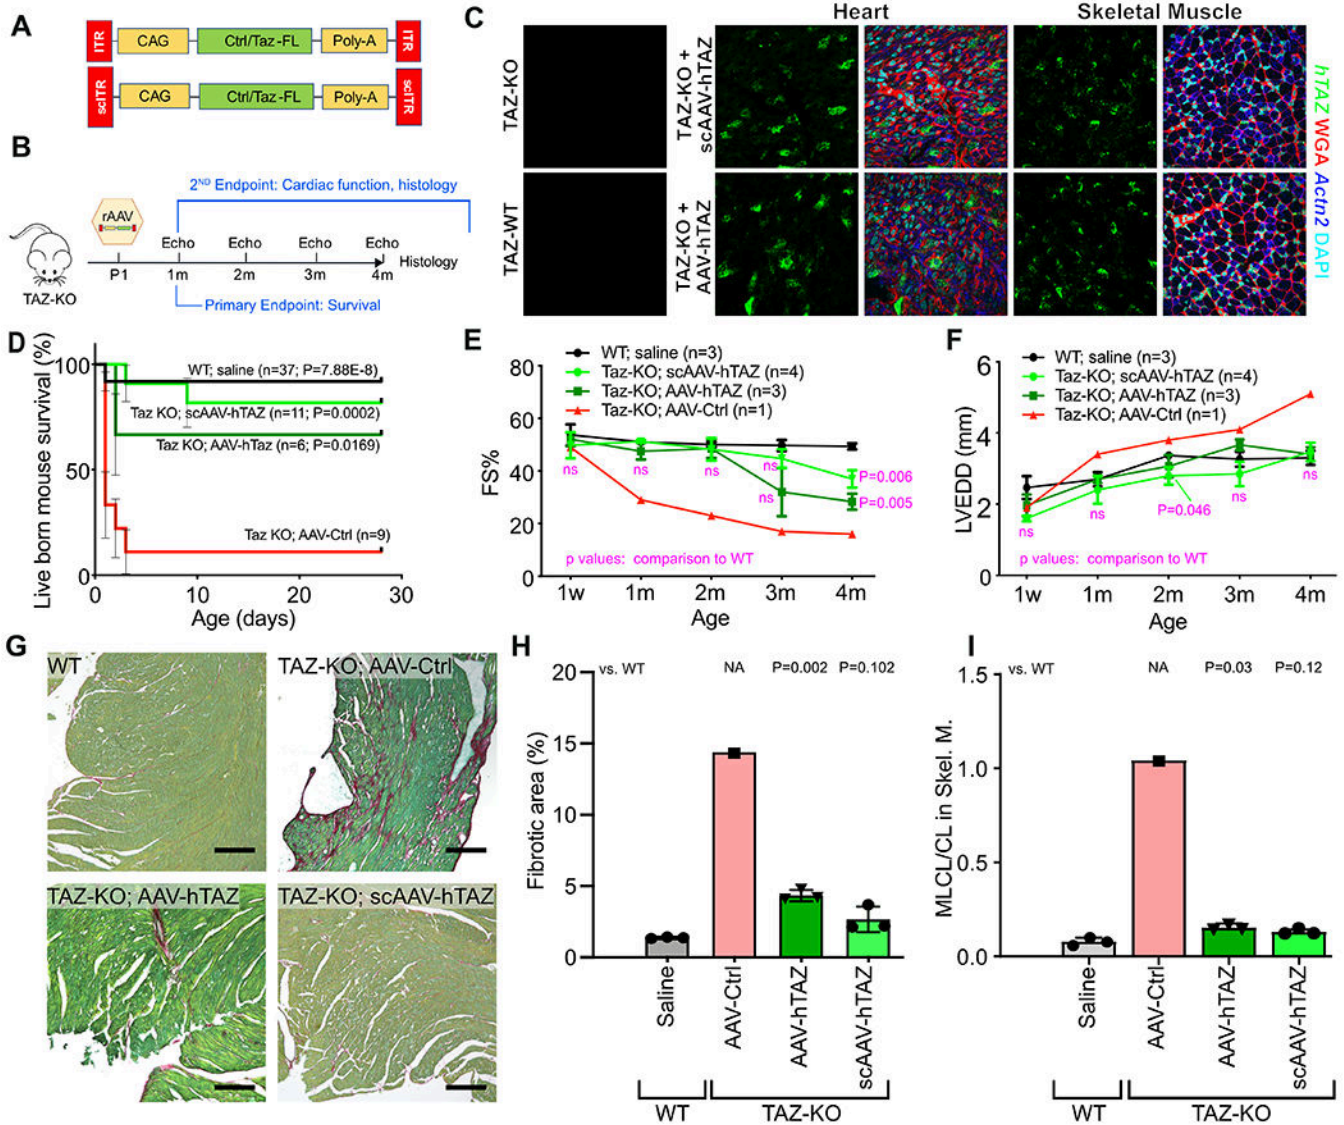 A
ITR
CAG
Ctrl/Taz-FL
Poly-A
ITR
scITR
CAG
Ctrl/Taz-FL
Poly-A
scITR
B
2ND Endpoint: Cardiac function, histology
rAAV
Echo
Echo
Echo
Echo
Histology
P1
1m
2m
3m
4m
TAZ-KO
Primary Endpoint: Survival
C
Heart
Skeletal Muscle
TAZ-KO
TAZ-KO +
scAAV-hTAZ
TAZ-WT
TAZ-KO +
AAV-hTAZ
hTAZ WGA Actn2 DAPI
D
Live born mouse survival (%)
100
50
0
WT; saline (n=37; P=7.88E-8)
Taz KO; scAAV-hTAZ (n=11; P=0.0002)
Taz KO; AAV-hTaz (n=6; P=0.0169)
Taz KO; AAV-Ctrl (n=9)
0
10
20
30
Age (days)
E
WT; saline (n=3)
Taz-KO; scAAV-hTAZ (n=4)
Taz-KO; AAV-hTAZ (n=3)
Taz-KO; AAV-Ctrl (n=1)
FS%
80
60
40
20
0
ns
ns
ns
ns
P=0.006
ns
P=0.005
p values: comparison to WT
1w
1m
2m
3m
4m
Age
F
WT; saline (n=3)
Taz-KO; scAAV-hTAZ (n=4)
Taz-KO; AAV-hTAZ (n=3)
Taz-KO; AAV-Ctrl (n=1)
LVEDD (mm)
6
4
2
0
ns
ns
P=0.046
ns
ns
p values: comparison to WT
1w
1m
2m
3m
4m
Age
G
WT
TAZ-KO; AAV-Ctrl
TAZ-KO; AAV-hTAZ
TAZ-KO; scAAV-hTAZ
H
vs. WT
NA
P=0.002
P=0.102
Fibrotic area (%)
20
15
10
5
0
Saline
AAV-Ctrl
AAV-hTAZ
scAAV-hTAZ
WT
TAZ-KO
I
vs. WT
NA
P=0.03
P=0.12
MLCL/CL in Skel. M.
1.5
1.0
0.5
0.0
Saline
AAV-Ctrl
AAV-hTAZ
scAAV-hTAZ
WT
TAZ-KO